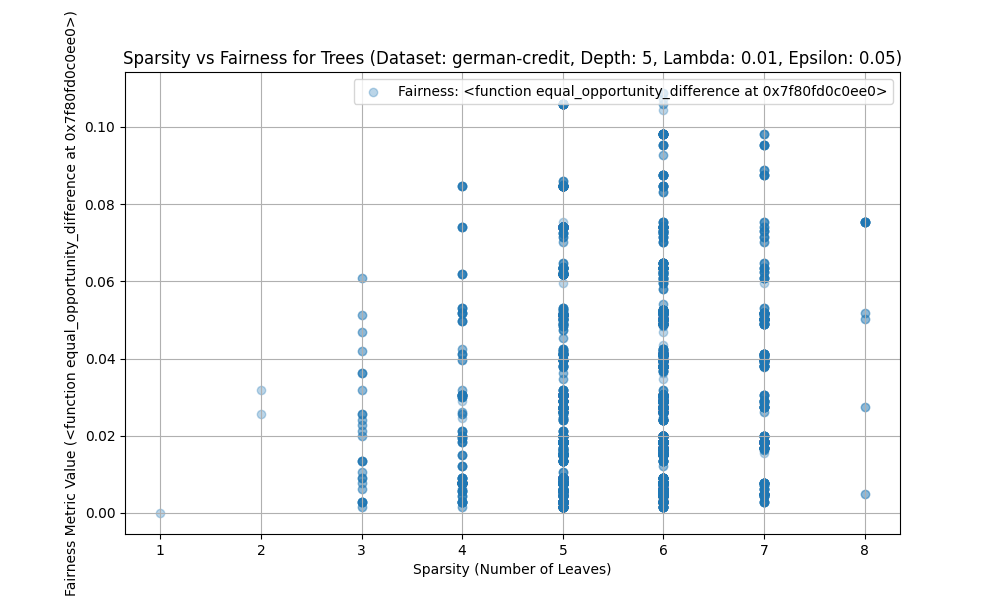 Sparsity vs Fairness for Trees (Dataset: german-credit, Depth: 5, Lambda: 0.01, Epsilon: 0.05)
Fairness: <function equal_opportunity_difference at 0x7f80fd0c0ee0>
Fairness Metric Value (<function equal_opportunity_difference at 0x7f80fd0c0ee0>)
0.10
0.08
0.06
0.04
0.02
0.00
1 2 3 4 5 6 7 8
Sparsity (Number of Leaves)